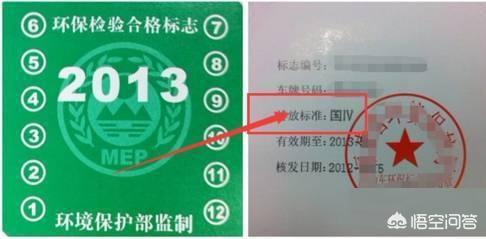 环保检验合格标志
2013
MEP
⑥
⑤
④
③
②
①
⑦
⑧
⑨
⑩
⑪
⑫
环境保护部监制
标志编号:
车牌号码:
排放标准: 国IV
有效期至: 2013
核发日期: 2012-
悟空问答